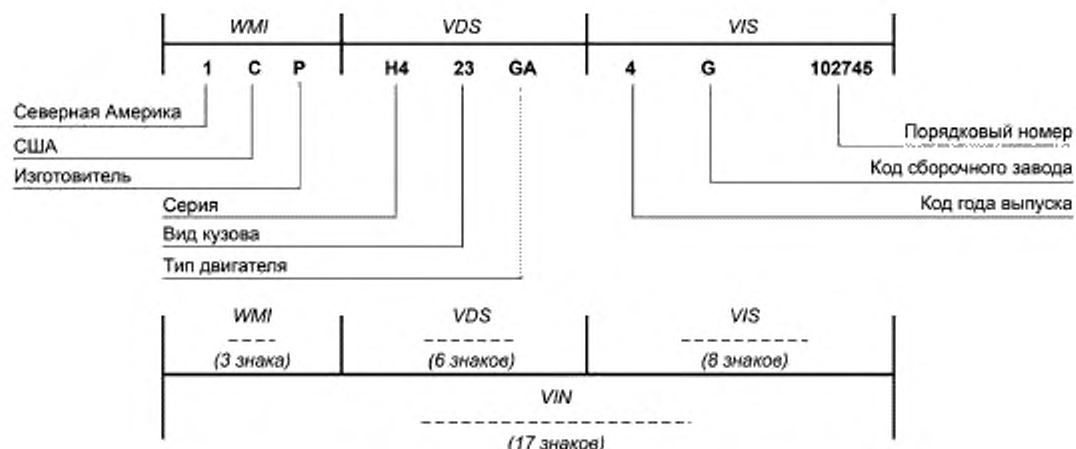 WMI VDS VIS
1 C P H4 23 GA 4 G 102745
Северная Америка
Порядковый номер
США
Код сборочного завода
Изготовитель
Серия
Код года выпуска
Вид кузова
Тип двигателя
WMI VDS VIS
(3 знака) (6 знаков) (8 знаков)
VIN
(17 знаков)